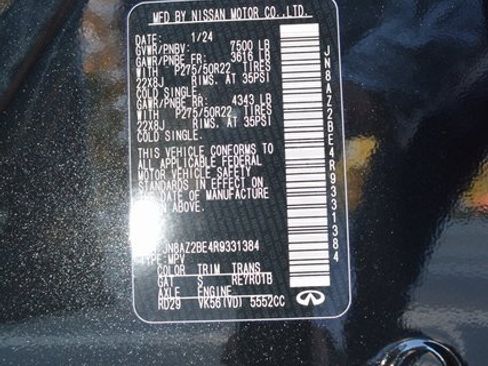 MFD BY NISSAN MOTOR CO.,LTD.
DATE: 1/24
GVWR/PNBV: 7500 LB
GAWR/PNBE FR: 3616 LB
WITH P275/50R22 TIRES
22X8J RIMS. AT 35PSI
COLD SINGLE
GAWR/PNBE RR: 4343 LB
WITH P275/50R22 TIRES
22X8J RIMS. AT 35PSI
COLD SINGLE
THIS VEHICLE CONFORMS TO
ALL APPLICABLE FEDERAL
MOTOR VEHICLE SAFETY
STANDARDS IN EFFECT ON
THE DATE OF MANUFACTURE
SHOWN ABOVE.
JN8AZ2BE4R9331384
TYPE:MPV
COLOR TRIM TRANS
GAT S RE7R01B
AXLE ENGINE
RD29 VK56(VD) 5552CC
JN8AZ2BE4R9331384